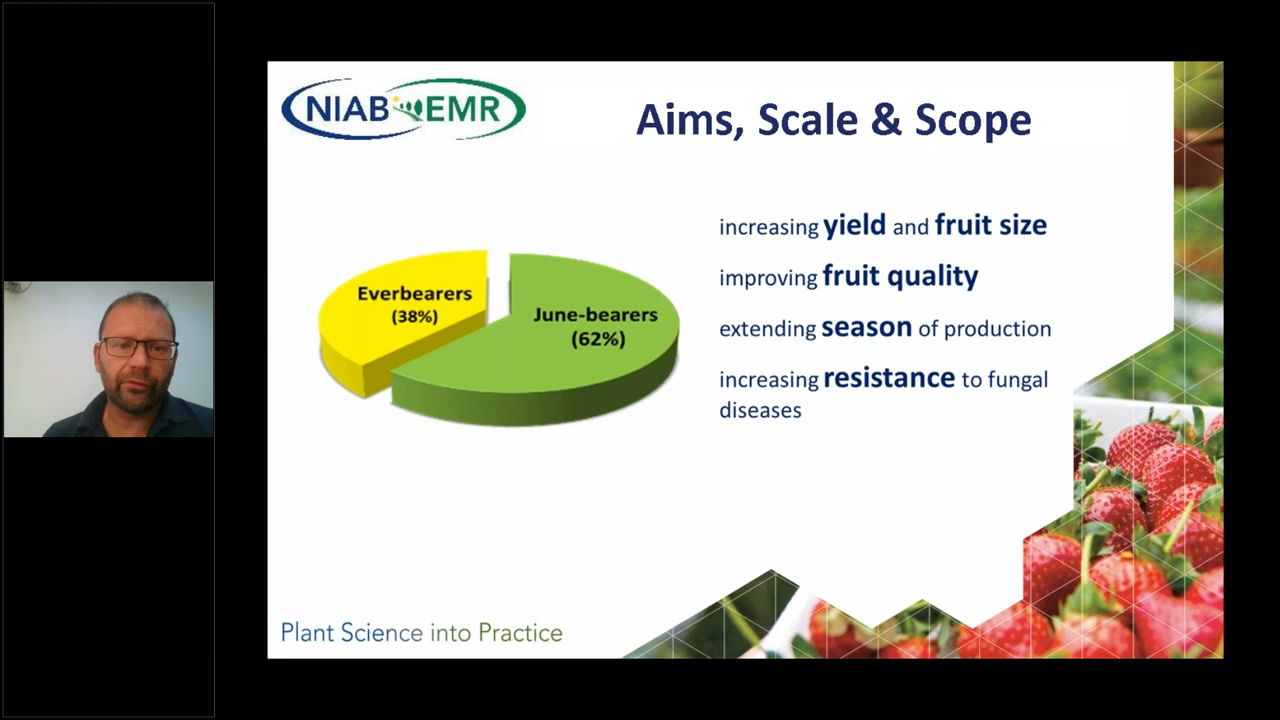 NIAB EMR
Aims, Scale & Scope
Everbearers
(38%)
June-bearers
(62%)
increasing yield and fruit size
improving fruit quality
extending season of production
increasing resistance to fungal
diseases
Plant Science into Practice